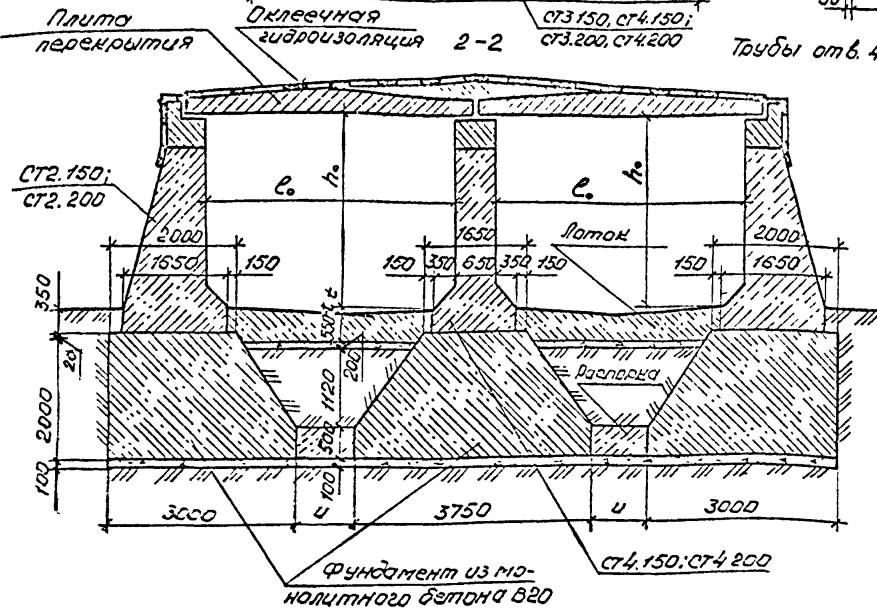 Плита
перекрытия
Оклеечная
гидроизоляция
СТ3.150, СТ4.150;
СТ3.200, СТ4.200
2-2
Трубы отв. 4
СТ2.150;
СТ2.200
l₀
h₀
l₀
h₀
2000
1650
2000
Лоток
1650
150
150
350
650
350
150
150
1650
350
t
20
200
Распорка
2000
1120
500
100
100
3000
u
3750
u
3000
Фундамент из мо-
нолитного бетона В20
СТ4.150; СТ4 200